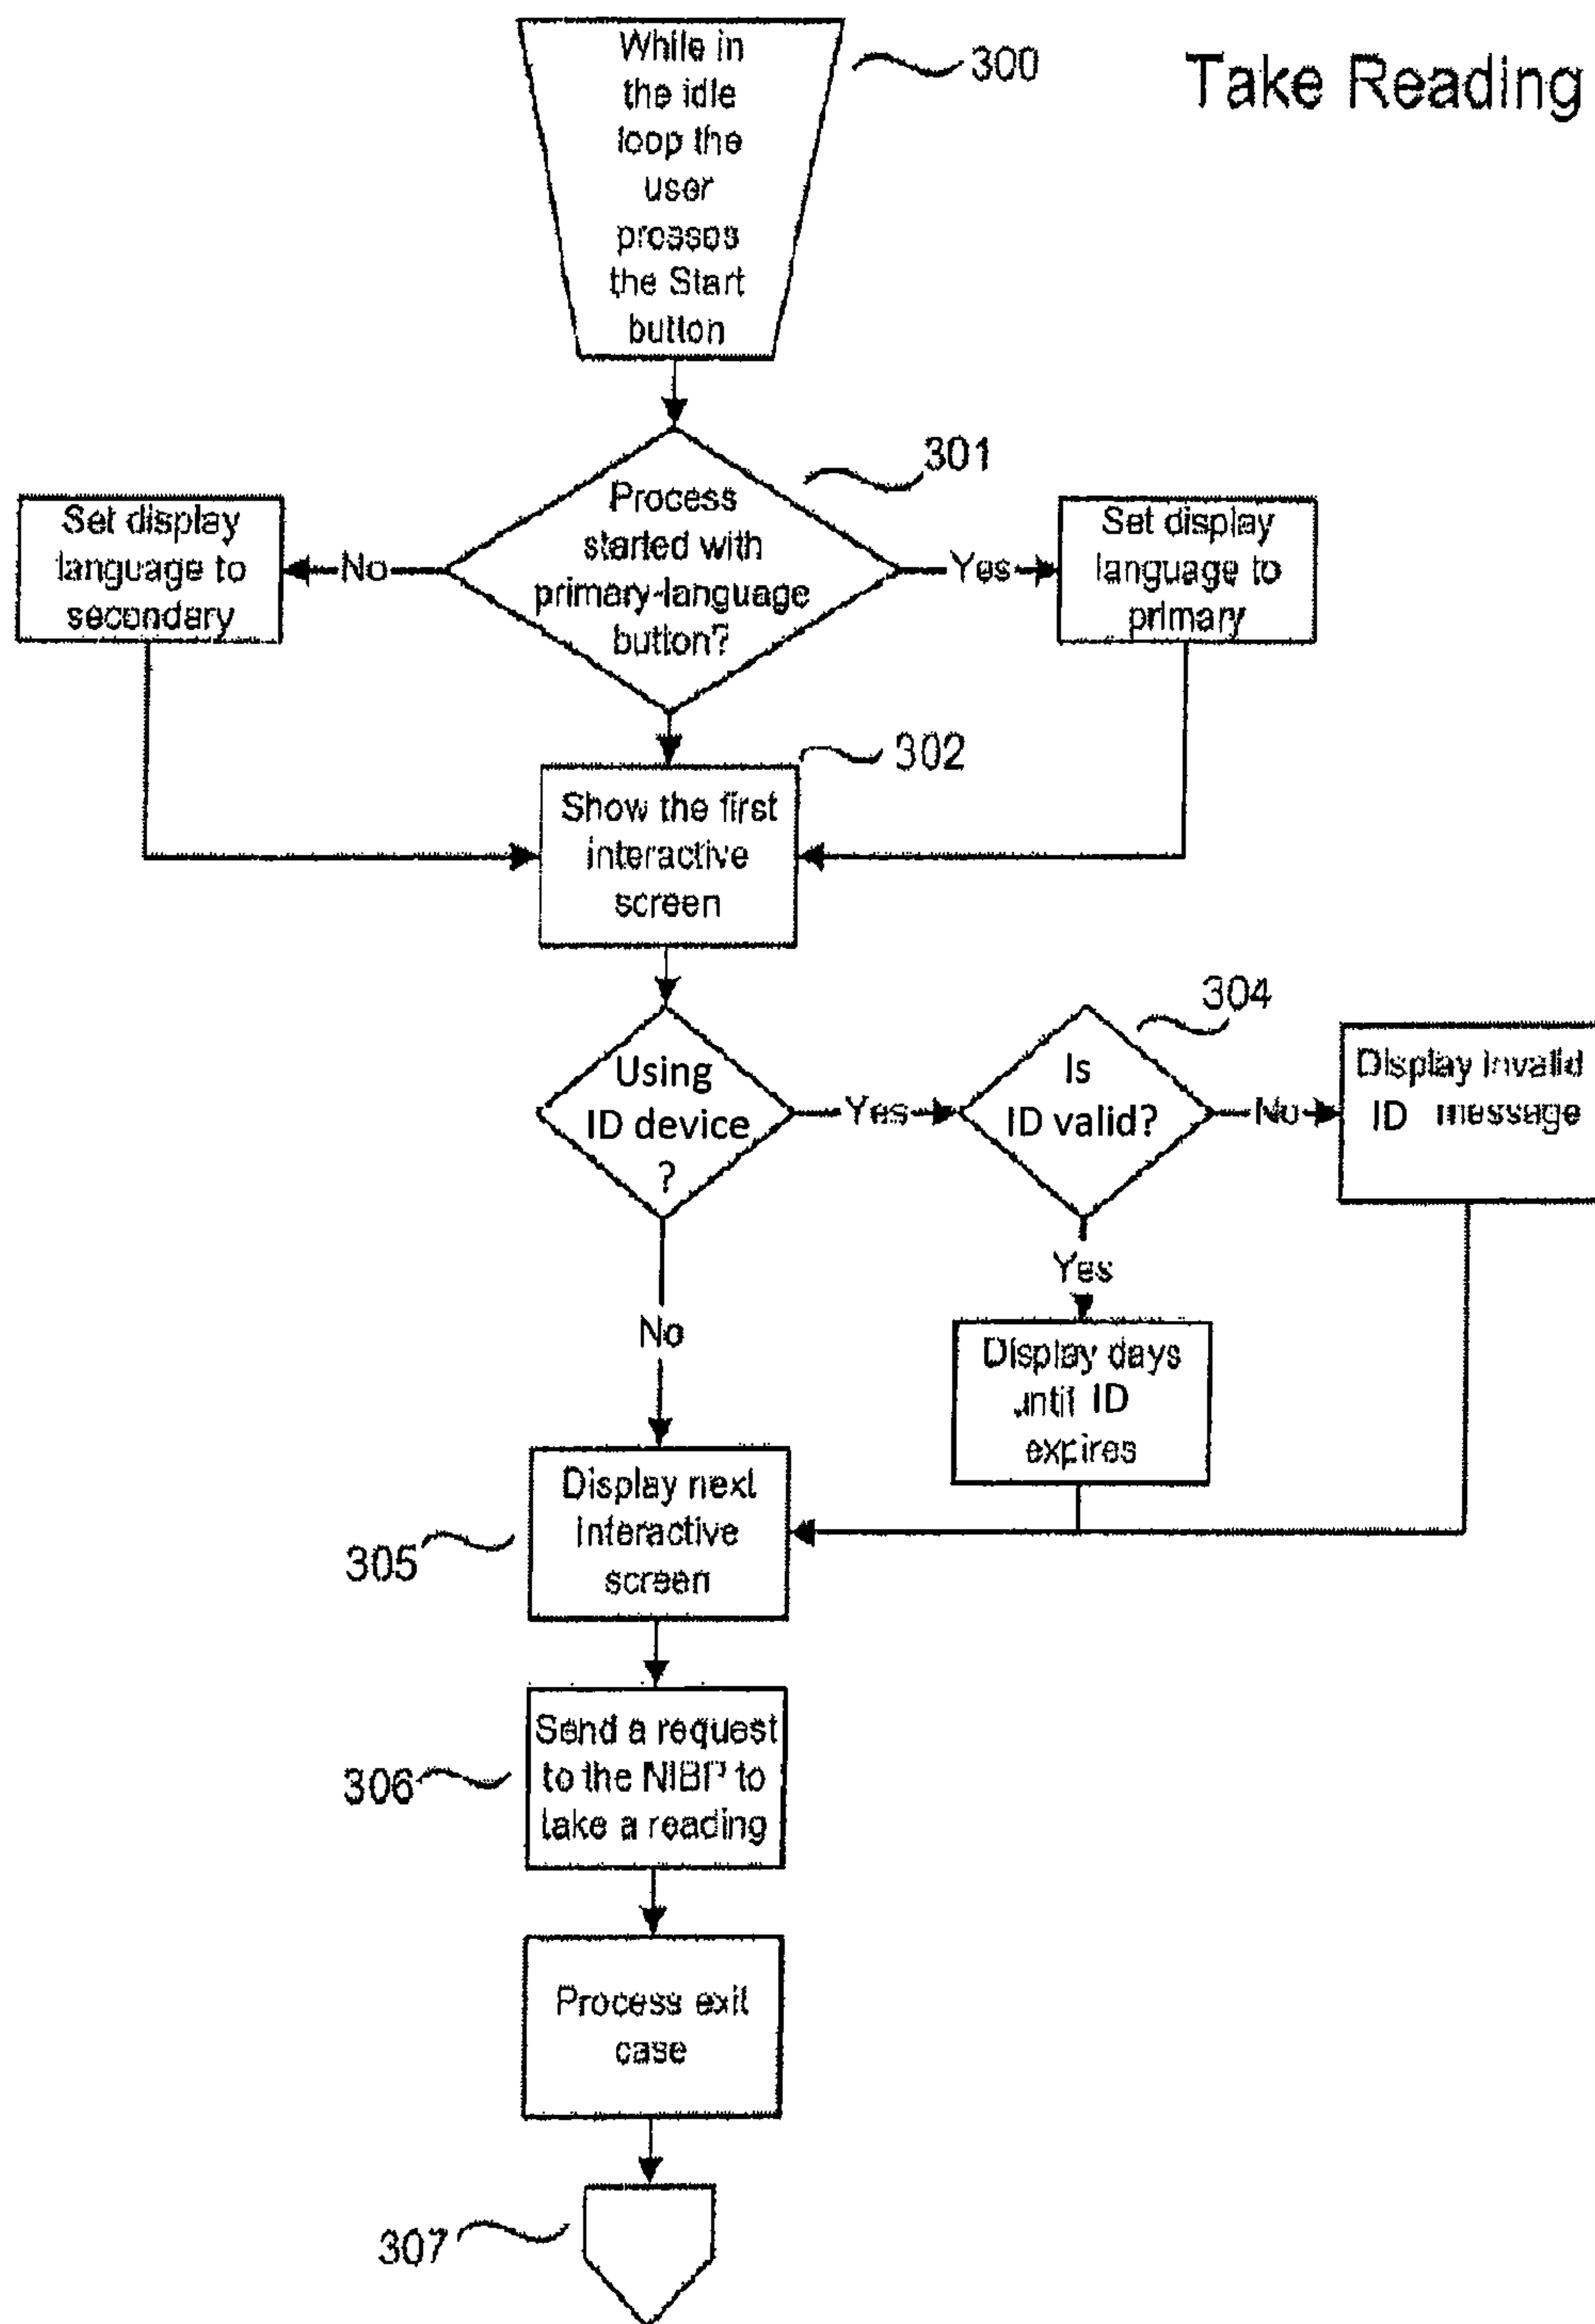 Take Reading
While in
the idle
loop the
user
presses
the Start
button
300
301
Process
started with
primary-language
button?
No
Yes
Set display
language to
secondary
Set display
language to
primary
302
Show the first
interactive
screen
Using
ID device
?
Yes
304
Is
ID valid?
No
Display invalid
ID message
Yes
Display days
until ID
expires
No
305
Display next
interactive
screen
306
Send a request
to the NIBP to
take a reading
Process exit
case
307